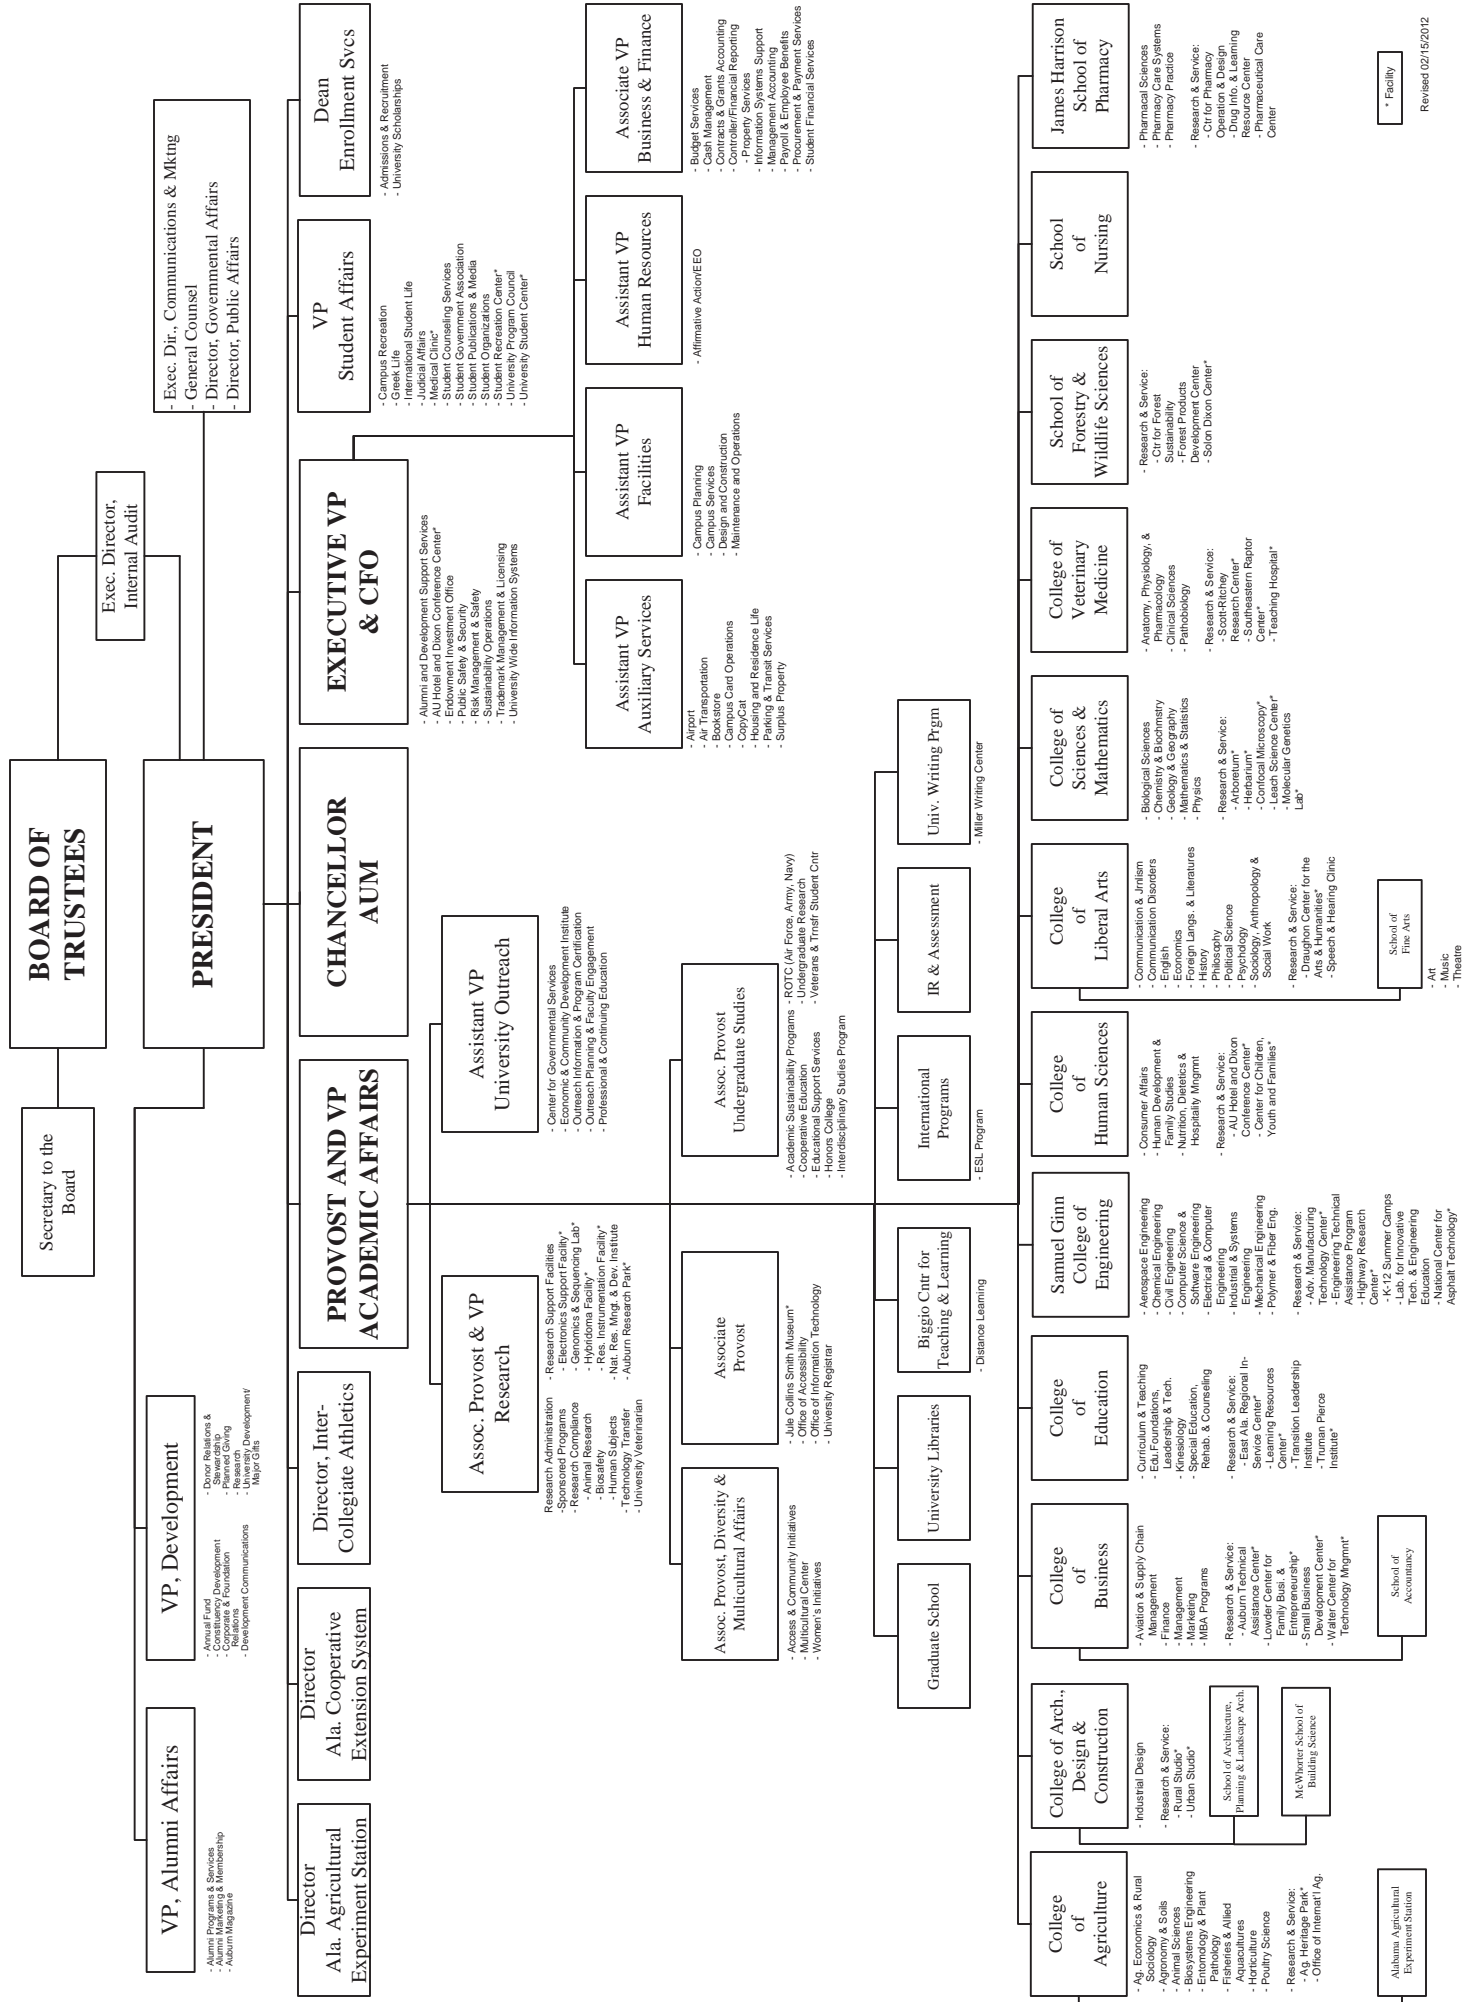 BOARD OF
TRUSTEES
Secretary to the
Board
Exec. Director,
Internal Audit
PRESIDENT
- Exec. Dir., Communications & Mktng
- General Counsel
- Director, Governmental Affairs
- Director, Public Affairs
VP, Alumni Affairs
- Alumni Programs & Services
- Alumni Marketing & Membership
- Auburn Magazine
VP, Development
- Annual Fund
- Constituency Development
- Corporate & Foundation
Relations
- Development Communications
- Donor Relations &
Stewardship
- Planned Giving
- Research
- University Development/
Major Gifts
Director
Ala. Agricultural
Experiment Station
Director
Ala. Cooperative
Extension System
Director, Inter-
Collegiate Athletics
PROVOST AND VP
ACADEMIC AFFAIRS
CHANCELLOR
AUM
EXECUTIVE VP
& CFO
- Alumni and Development Support Services
- AU Hotel and Dixon Conference Center*
- Endowment Investment Office
- Public Safety & Security
- Risk Management & Safety
- Sustainability Operations
- Trademark Management & Licensing
- University Wide Information Systems
VP
Student Affairs
- Campus Recreation
- Greek Life
- International Student Life
- Judicial Affairs
- Medical Clinic*
- Student Counseling Services
- Student Government Association
- Student Publications & Media
- Student Organizations
- Student Recreation Center*
- University Program Council
- University Student Center*
Dean
Enrollment Svcs
- Admissions & Recruitment
- University Scholarships
Assoc. Provost & VP
Research
Research Administration
-Sponsored Programs
- Research Compliance
- Animal Research
- Biosafety
- Human Subjects
- Technology Transfer
- University Veterinarian
- Research Support Facilities
- Electronics Support Facility*
- Genomics & Sequencing Lab*
- Hybridoma Facility*
- Res. Instrumentation Facility*
- Nat. Res. Mngt. & Dev. Institute
- Auburn Research Park*
Assistant VP
University Outreach
- Center for Governmental Services
- Economic & Community Development Institute
- Outreach Information & Program Certification
- Outreach Planning & Faculty Engagement
- Professional & Continuing Education
Assistant VP
Auxiliary Services
- Airport
- Air Transportation
- Bookstore
- Campus Card Operations
- CopyCat
- Housing and Residence Life
- Parking & Transit Services
- Surplus Property
Assistant VP
Facilities
- Campus Planning
- Campus Services
- Design and Construction
- Maintenance and Operations
Assistant VP
Human Resources
- Affirmative Action/EEO
Associate VP
Business & Finance
- Budget Services
- Cash Management
- Contracts & Grants Accounting
- Controller/Financial Reporting
- Property Services
- Information Systems Support
- Management Accounting
- Payroll & Employee Benefits
- Procurement & Payment Services
- Student Financial Services
Assoc. Provost, Diversity &
Multicultural Affairs
- Access & Community Initiatives
- Multicultural Center
- Women's Initiatives
Associate
Provost
- Jule Collins Smith Museum*
- Office of Accessibility
- Office of Information Technology
- University Registrar
Assoc. Provost
Undergraduate Studies
- Academic Sustainability Programs
- Cooperative Education
- Educational Support Services
- Honors College
- Interdisciplinary Studies Program
- ROTC (Air Force, Army, Navy)
- Undergraduate Research
- Veterans & Trnsfr Student Cntr
Graduate School
University Libraries
Biggio Cntr for
Teaching & Learning
- Distance Learning
International
Programs
- ESL Program
IR & Assessment
Univ. Writing Prgm
- Miller Writing Center
College
of
Agriculture
- Ag. Economics & Rural
Sociology
- Agronomy & Soils
- Animal Sciences
- Biosystems Engineering
- Entomology & Plant
Pathology
- Fisheries & Allied
Aquacultures
- Horticulture
- Poultry Science
- Research & Service:
- Ag. Heritage Park*
- Office of Internat'l Ag.
Alabama Agricultural
Experiment Station
College of Arch.,
Design &
Construction
- Industrial Design
- Research & Service:
- Rural Studio*
- Urban Studio*
School of Architecture,
Planning & Landscape Arch.
McWhorter School of
Building Science
College
of
Business
- Aviation & Supply Chain
Management
- Finance
- Management
- Marketing
- MBA Programs
- Research & Service:
- Auburn Technical
Assistance Center*
- Lowder Center for
Family Busi. &
Entrepreneurship*
- Small Business
Development Center*
- Walter Center for
Technology Mngmnt*
School of
Accountancy
College
of
Education
- Curriculum & Teaching
- Edu.Foundations,
Leadership & Tech.
- Kinesiology
- Special Education,
Rehab. & Counseling
- Research & Service:
- East Ala. Regional In-
Service Center*
- Learning Resources
Center*
- Transition Leadership
Institute
- Truman Pierce
Institute*
Samuel Ginn
College of
Engineering
- Aerospace Engineering
- Chemical Engineering
- Civil Engineering
- Computer Science &
Software Engineering
- Electrical & Computer
Engineering
- Industrial & Systems
Engineering
- Mechanical Engineering
- Polymer & Fiber Eng.
- Research & Service:
- Adv. Manufacturing
Technology Center*
- Engineering Technical
Assistance Program
- Highway Research
Center*
- K-12 Summer Camps
- Lab. for Innovative
Tech. & Engineering
Education
- National Center for
Asphalt Technology*
College
of
Human Sciences
- Consumer Affairs
- Human Development &
Family Studies
- Nutrition, Dietetics &
Hospitality Mngmnt
- Research & Service:
- AU Hotel and Dixon
Conference Center*
- Center for Children,
Youth and Families*
College
of
Liberal Arts
- Communication & Jrnlism
- Communication Disorders
- English
- Economics
- Foreign Langs. & Literatures
- History
- Philosophy
- Political Science
- Psychology
- Sociology, Anthropology &
Social Work
- Research & Service:
- Draughon Center for the
Arts & Humanities*
- Speech & Hearing Clinic
School of
Fine Arts
- Art
- Music
- Theatre
College of
Sciences &
Mathematics
- Biological Sciences
- Chemistry & Biochmstry
- Geology & Geography
- Mathematics & Statistics
- Physics
- Research & Service:
- Arboretum*
- Herbarium*
- Confocal Microscopy*
- Leach Science Center*
- Molecular Genetics
Lab*
College of
Veterinary
Medicine
- Anatomy, Physiology, &
Pharmacology
- Clinical Sciences
- Pathobiology
- Research & Service:
- Scott-Ritchey
Research Center*
- Southeastern Raptor
Center*
- Teaching Hospital*
School of
Forestry &
Wildlife Sciences
- Research & Service:
- Ctr for Forest
Sustainability
- Forest Products
Development Center
- Solon Dixon Center*
School
of
Nursing
James Harrison
School of
Pharmacy
- Pharmacal Sciences
- Pharmacy Care Systems
- Pharmacy Practice
- Research & Service:
- Ctr for Pharmacy
Operation & Design
- Drug Info. & Learning
Resource Center
- Pharmaceutical Care
Center
* Facility
Revised 02/15/2012